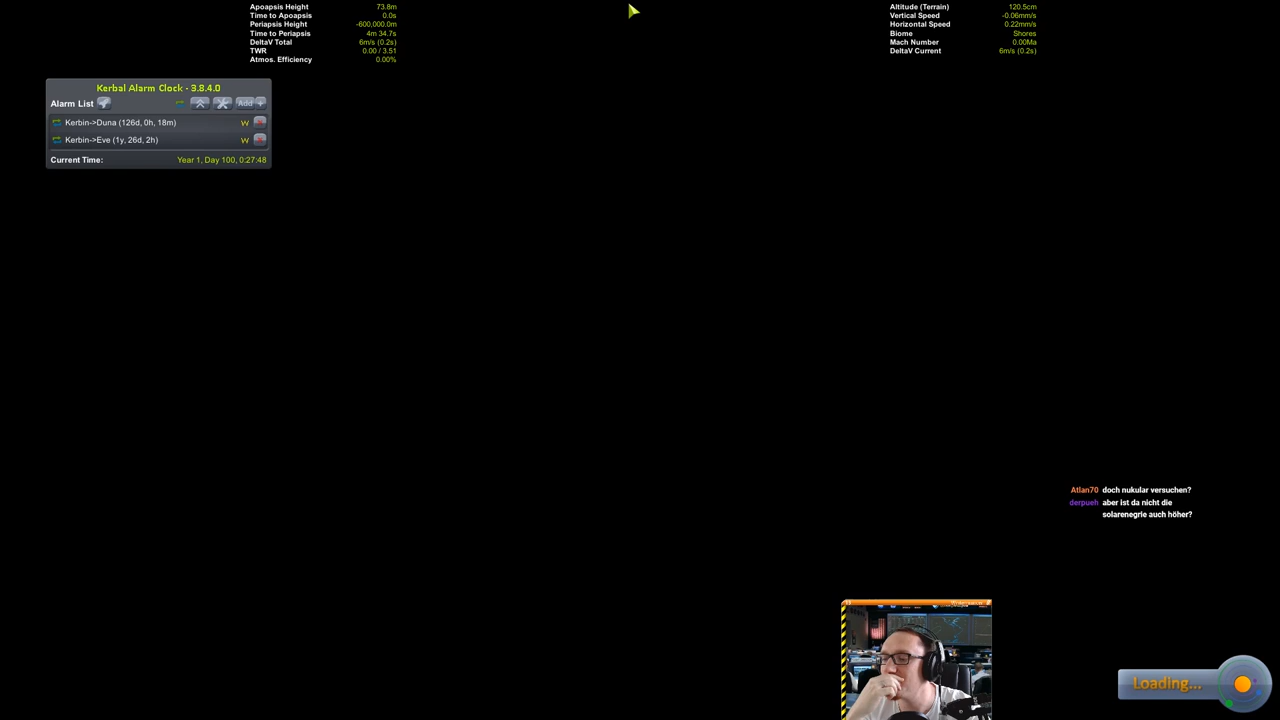 Apoapsis Height 73.8m
Time to Apoapsis 0.0s
Periapsis Height -600,000.0m
Time to Periapsis 4m 34.7s
DeltaV Total 6m/s (0.2s)
TWR 0.00 / 3.51
Atmos. Efficiency 0.00%
Altitude (Terrain) 120.5cm
Vertical Speed -0.06mm/s
Horizontal Speed 0.22mm/s
Biome Shores
Mach Number 0.00Ma
DeltaV Current 6m/s (0.2s)
Kerbal Alarm Clock - 3.8.4.0
Alarm List Add +
Kerbin->Duna (126d, 0h, 18m) W
Kerbin->Eve (1y, 26d, 2h) W
Current Time: Year 1, Day 100, 0:27:48
Atlan70 doch nukular versuchen?
derpueh aber ist da nicht die
solarenegrie auch höher?
Loading...